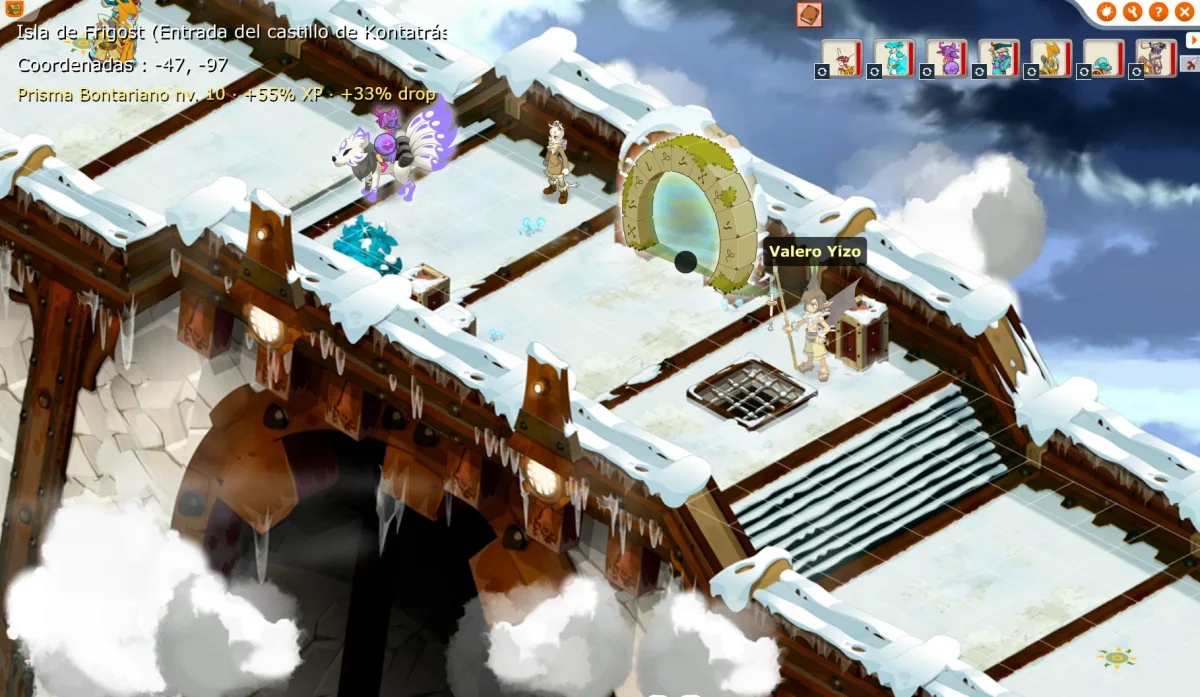 Isla de Frigost (Entrada del castillo de Kontatrás
Coordenadas : -47, -97
Prisma Bontariano nv. 10 · +55% XP · +33% drop
Valero Yizo